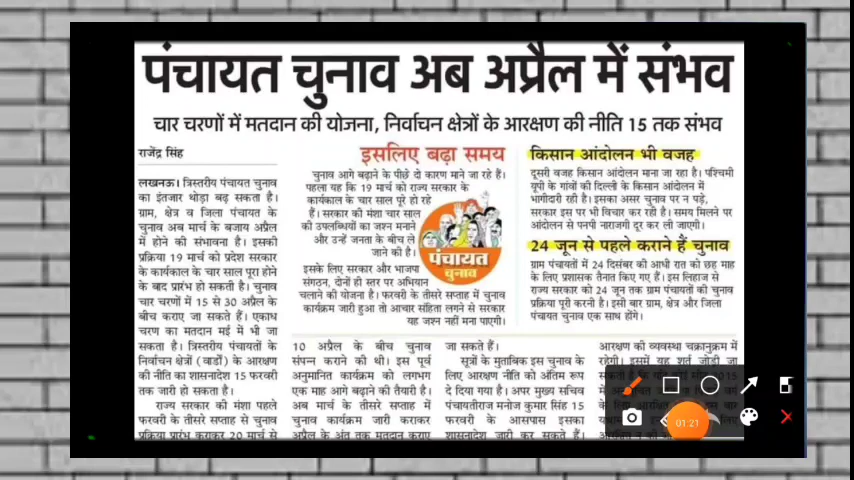 पंचायत चुनाव अब अप्रैल में संभव
चार चरणों में मतदान की योजना, निर्वाचन क्षेत्रों के आरक्षण की नीति 15 तक संभव
राजेंद्र सिंह
लखनऊ। त्रिस्तरीय पंचायत चुनाव
का इंतजार थोड़ा बढ़ सकता है।
ग्राम, क्षेत्र व जिला पंचायत के
चुनाव अब मार्च के बजाय अप्रैल
में होने की संभावना है। इसकी
प्रक्रिया 19 मार्च को प्रदेश सरकार
के कार्यकाल के चार साल पूरा होने
के बाद प्रारंभ हो सकती है। चुनाव
चार चरणों में 15 से 30 अप्रैल के
बीच कराए जा सकते हैं। एकाध
चरण का मतदान मई में भी जा
सकता है। त्रिस्तरीय पंचायतों के
निर्वाचन क्षेत्रों (वार्डों) के आरक्षण
की नीति का शासनादेश 15 फरवरी
तक जारी हो सकता है।
राज्य सरकार की मंशा पहले
फरवरी के तीसरे सप्ताह से चुनाव
प्रक्रिया प्रारंभ कराकर 20 मार्च से
इसलिए बढ़ा समय
चुनाव आगे बढ़ाने के पीछे दो कारण माने जा रहे हैं।
पहला यह कि 19 मार्च को राज्य सरकार के
कार्यकाल के चार साल पूरे हो रहे
हैं। सरकार की मंशा चार साल
की उपलब्धियों का जश्न मनाने
और उन्हें जनता के बीच ले
जाने की है।
इसके लिए सरकार और भाजपा
संगठन, दोनों ही स्तर पर अभियान
चलाने की योजना है। फरवरी के तीसरे सप्ताह में चुनाव
कार्यक्रम जारी हुआ तो आचार संहिता लगने से सरकार
यह जश्न नहीं मना पाएगी।
पंचायत
चुनाव
किसान आंदोलन भी वजह
दूसरी वजह किसान आंदोलन माना जा रहा है। पश्चिमी
यूपी के गांवों की दिल्ली के किसान आंदोलन में
भागीदारी रही है। इसका असर चुनाव पर न पड़े,
सरकार इस पर भी विचार कर रही है। समय मिलने पर
आंदोलन से पनपी नाराजगी दूर कर ली जाएगी।
24 जून से पहले कराने हैं चुनाव
ग्राम पंचायतों में 24 दिसंबर की आधी रात को छह माह
के लिए प्रशासक तैनात किए गए हैं। इस लिहाज से
राज्य सरकार को 24 जून तक ग्राम पंचायतों की चुनाव
प्रक्रिया पूरी करनी है। इसी बार ग्राम, क्षेत्र और जिला
पंचायत चुनाव एक साथ होंगे।
10 अप्रैल के बीच चुनाव
संपन्न कराने की थी। इस पूर्व
अनुमानित कार्यक्रम को लगभग
एक माह आगे बढ़ाने की तैयारी है।
अब मार्च के तीसरे सप्ताह में
चुनाव कार्यक्रम जारी कराकर
अप्रैल के अंत तक मतदान कराए
जा सकते हैं।
सूत्रों के मुताबिक इस चुनाव के
लिए आरक्षण नीति को अंतिम रूप
दे दिया गया है। अपर मुख्य सचिव
पंचायतीराज मनोज कुमार सिंह 15
फरवरी के आसपास इसका
शासनादेश जारी कर सकते हैं।
आरक्षण की व्यवस्था चक्रानुक्रम में
रहेगी। इसमें यह शर्त जोड़ी जा
01:21